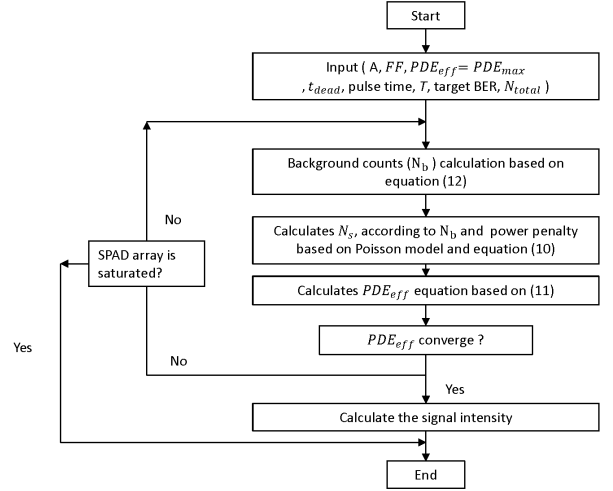 Start
Input ( A, FF, PDE_eff= PDE_max
, t_dead, pulse time, T, target BER, N_total )
Background counts (N_b ) calculation based on
equation (12)
No
Calculates N_s, according to N_b and power penalty
based on Poisson model and equation (10)
SPAD array is
saturated?
Calculates PDE_eff equation based on (11)
PDE_eff converge ?
Yes
No
Yes
Calculate the signal intensity
End